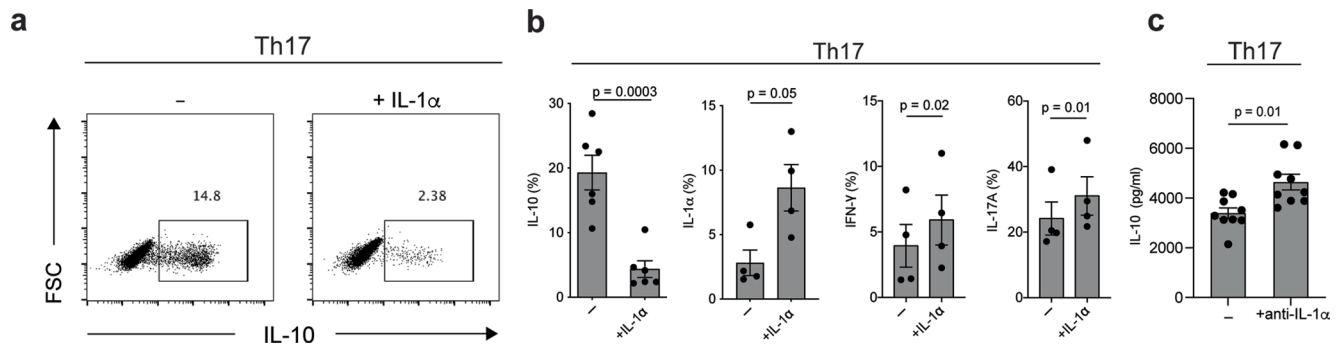 a
Th17
–
+ IL-1α
14.8
2.38
FSC
IL-10
b
Th17
p = 0.0003
30
20
10
0
IL-10 (%)
–
+IL-1α
p = 0.05
15
10
5
0
IL-1α (%)
–
+IL-1α
p = 0.02
15
10
5
0
IFN-γ (%)
–
+IL-1α
p = 0.01
60
40
20
0
IL-17A (%)
–
+IL-1α
c
Th17
p = 0.01
8000
6000
4000
2000
0
IL-10 (pg/ml)
–
+anti-IL-1α